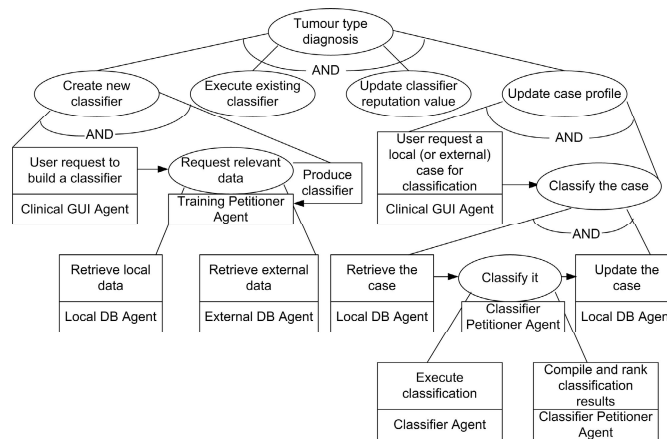 Tumour type
diagnosis
AND
Create new
classifier
Execute existing
classifier
Update classifier
reputation value
Update case profile
AND
AND
User request to
build a classifier
Clinical GUI Agent
Request relevant
data
Training Petitioner
Agent
Produce
classifier
User request a
local (or external)
case for
classification
Clinical GUI Agent
Classify the case
AND
Retrieve local
data
Local DB Agent
Retrieve external
data
External DB Agent
Retrieve the
case
Local DB Agent
Classify it
Classifier
Petitioner Agent
Update the
case
Local DB Agent
Execute
classification
Classifier Agent
Compile and rank
classification
results
Classifier Petitioner
Agent